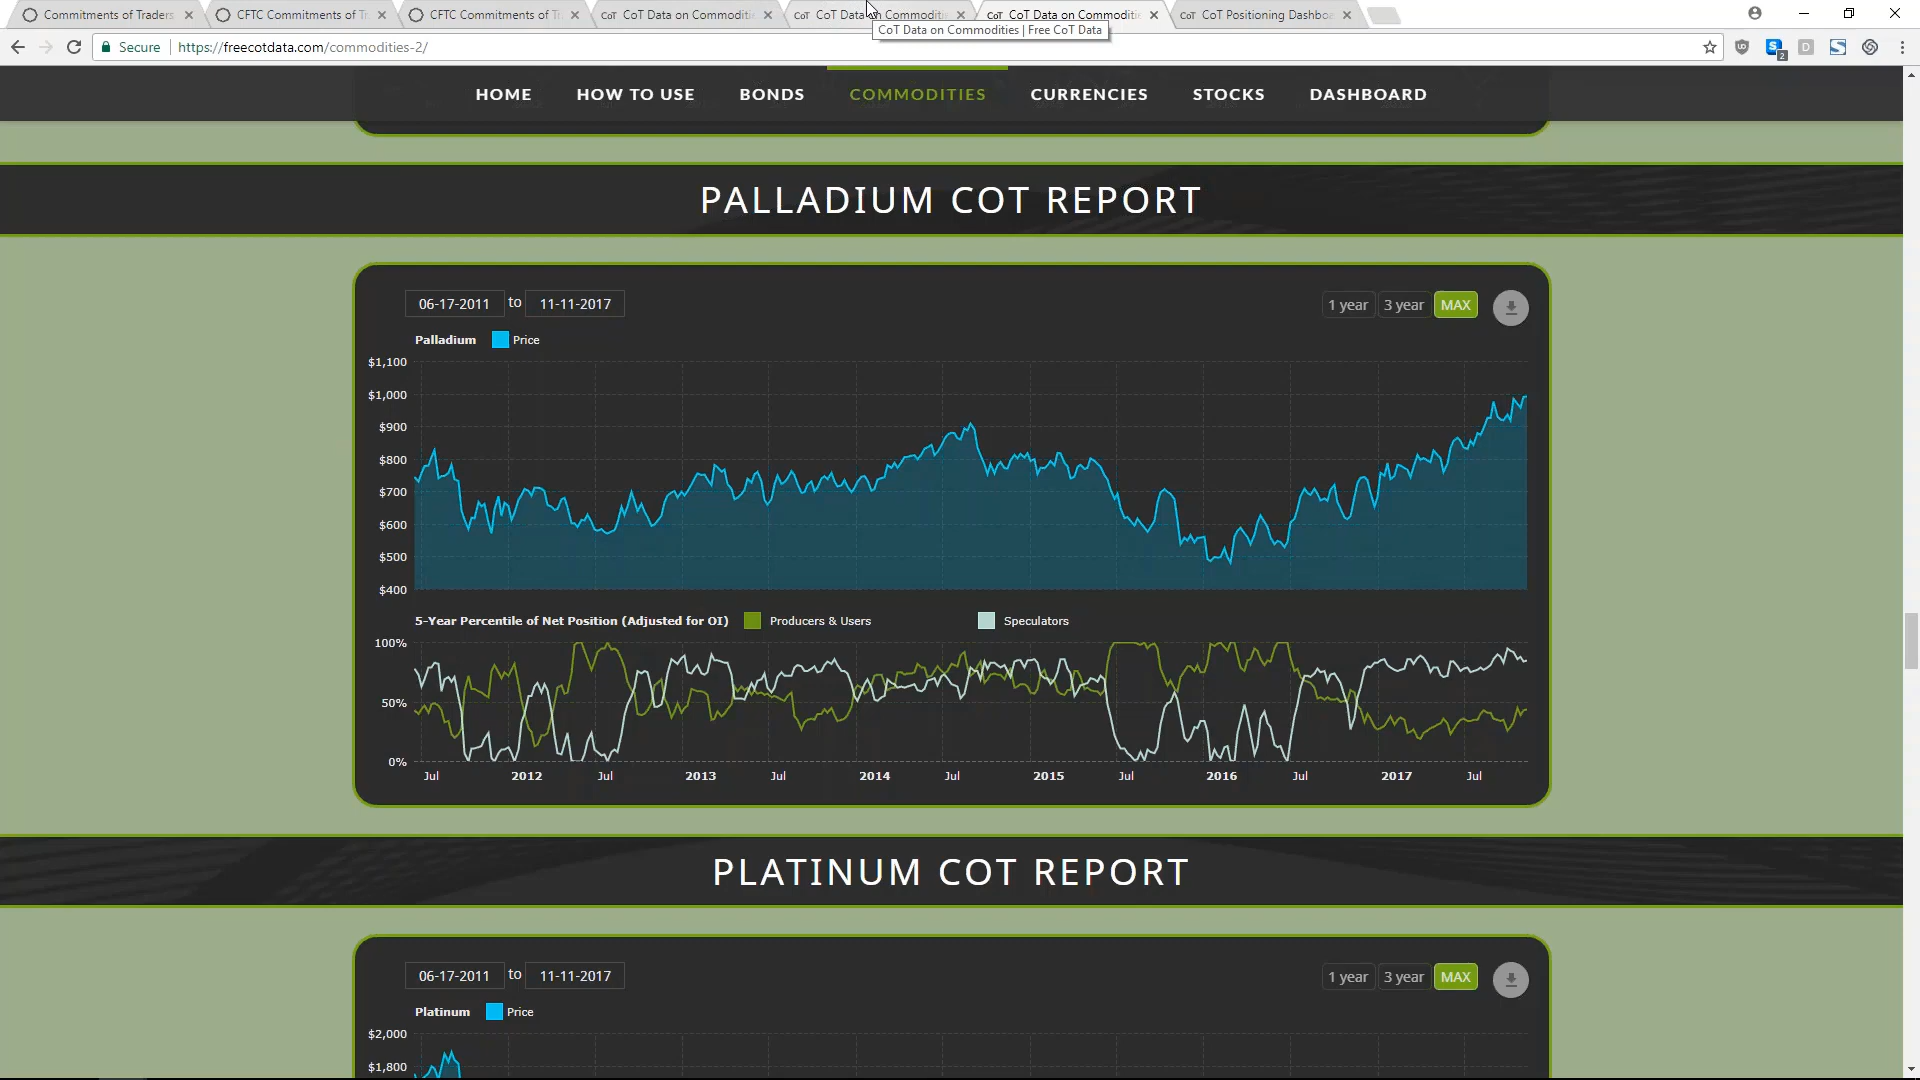 Commitments of Traders
CFTC Commitments of T
CFTC Commitments of T
CoT CoT Data on Commoditi
CoT CoT Data on Commoditi
CoT CoT Data on Commoditi
CoT CoT Positioning Dashbo
CoT Data on Commodities | Free CoT Data
Secure https://freecotdata.com/commodities-2/
HOME HOW TO USE BONDS COMMODITIES CURRENCIES STOCKS DASHBOARD
PALLADIUM COT REPORT
06-17-2011 to 11-11-2017 1 year 3 year MAX
Palladium Price
$1,100
$1,000
$900
$800
$700
$600
$500
$400
5-Year Percentile of Net Position (Adjusted for OI) Producers & Users Speculators
100%
50%
0%
Jul 2012 Jul 2013 Jul 2014 Jul 2015 Jul 2016 Jul 2017 Jul
PLATINUM COT REPORT
06-17-2011 to 11-11-2017 1 year 3 year MAX
Platinum Price
$2,000
$1,800